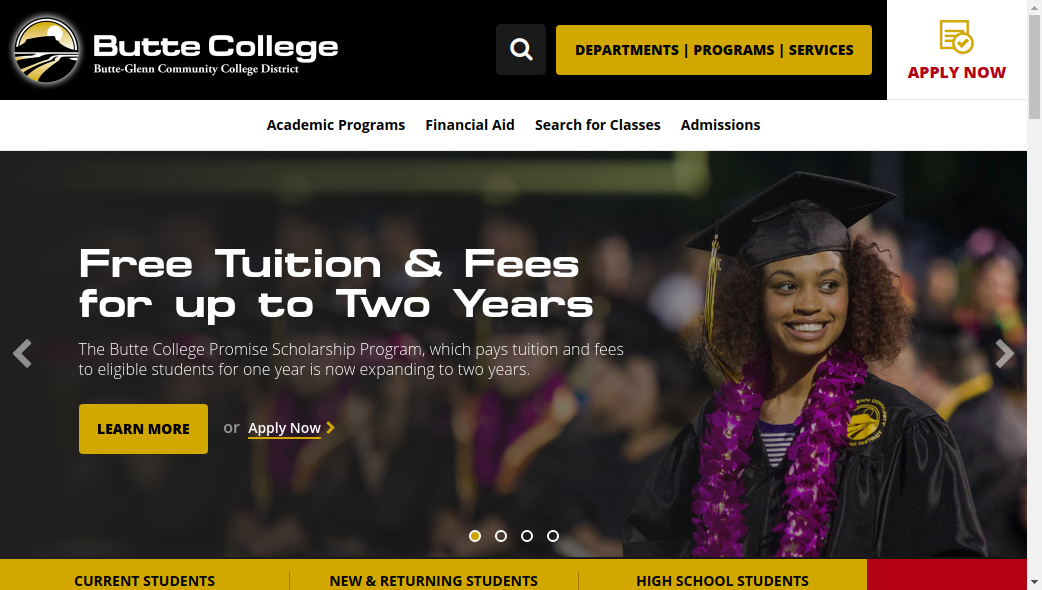 Butte College
Butte-Glenn Community College District
DEPARTMENTS | PROGRAMS | SERVICES
APPLY NOW
Academic Programs
Financial Aid
Search for Classes
Admissions
Free Tuition & Fees
for up to Two Years
The Butte College Promise Scholarship Program, which pays tuition and fees
to eligible students for one year is now expanding to two years.
LEARN MORE
or Apply Now
CURRENT STUDENTS
NEW & RETURNING STUDENTS
HIGH SCHOOL STUDENTS